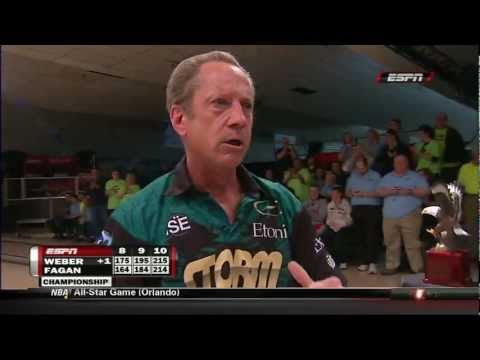 ESPN
SE
Etoni
STORM
ESPN 8 9 10
WEBER +1 175 195 215
FAGAN 164 184 214
CHAMPIONSHIP
NBA All-Star Game (Orlando)